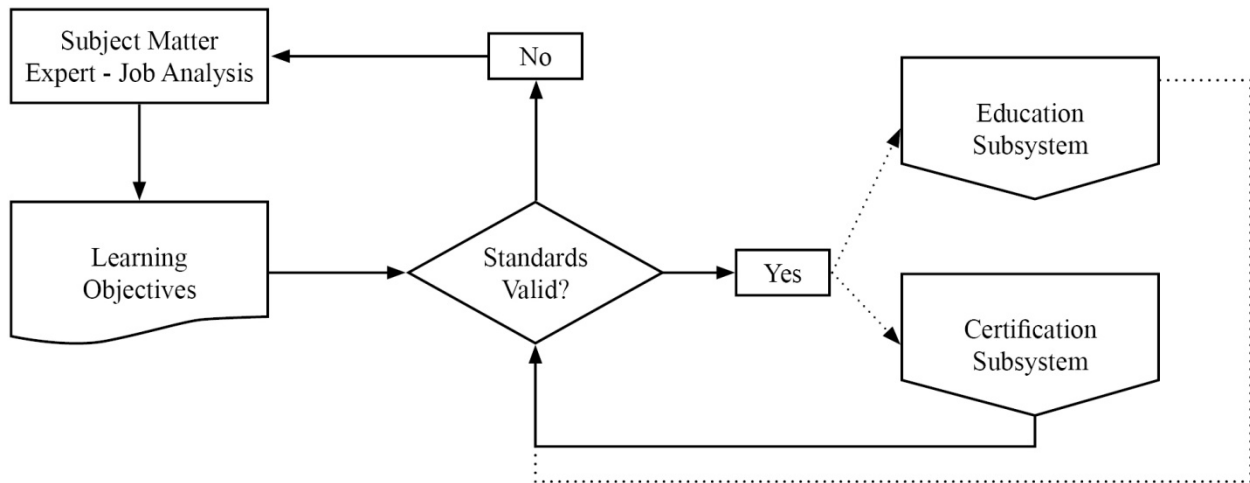 Subject Matter
Expert - Job Analysis
No
Education
Subsystem
Learning
Objectives
Standards
Valid?
Yes
Certification
Subsystem